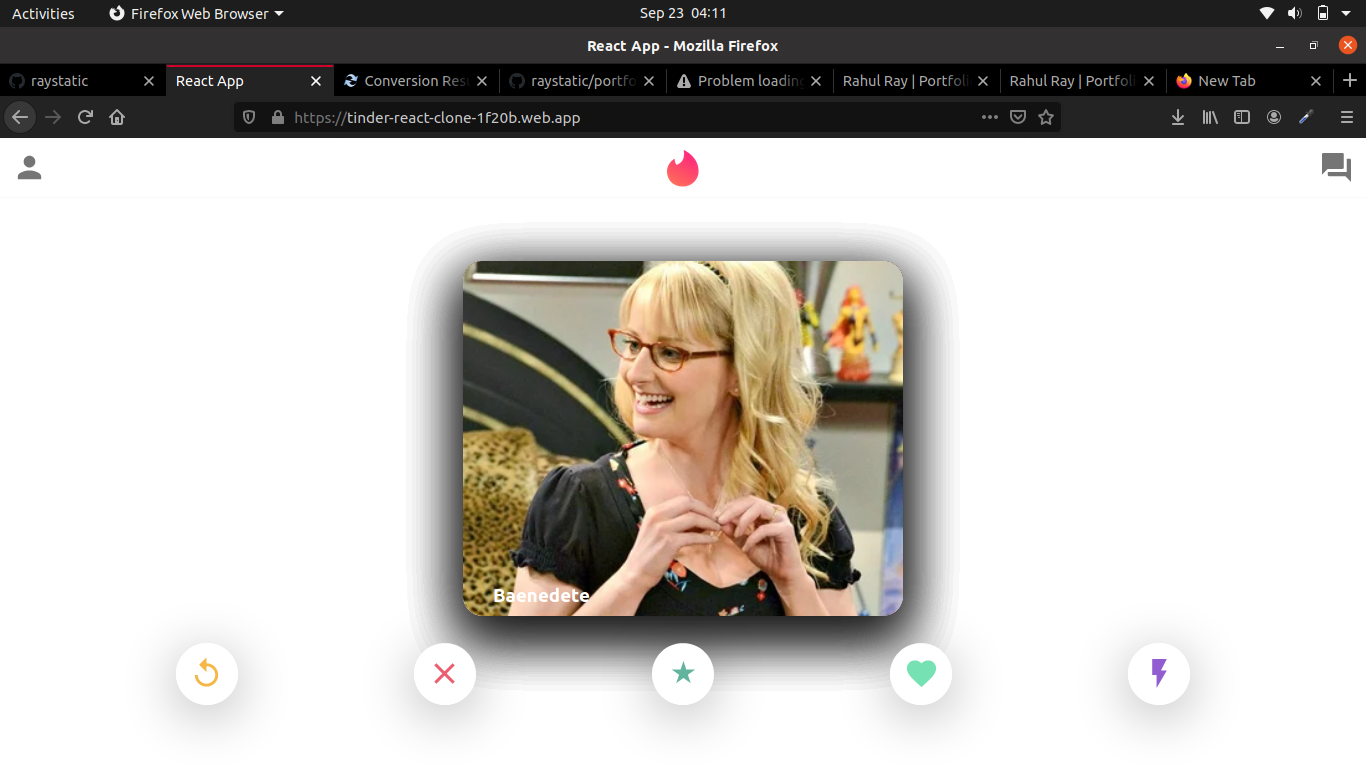 Activities Firefox Web Browser Sep 23 04:11
React App - Mozilla Firefox
raystatic React App Conversion Resu raystatic/portfo Problem loading Rahul Ray | Portfoli Rahul Ray | Portfoli New Tab
https://tinder-react-clone-1f20b.web.app
Baenedete